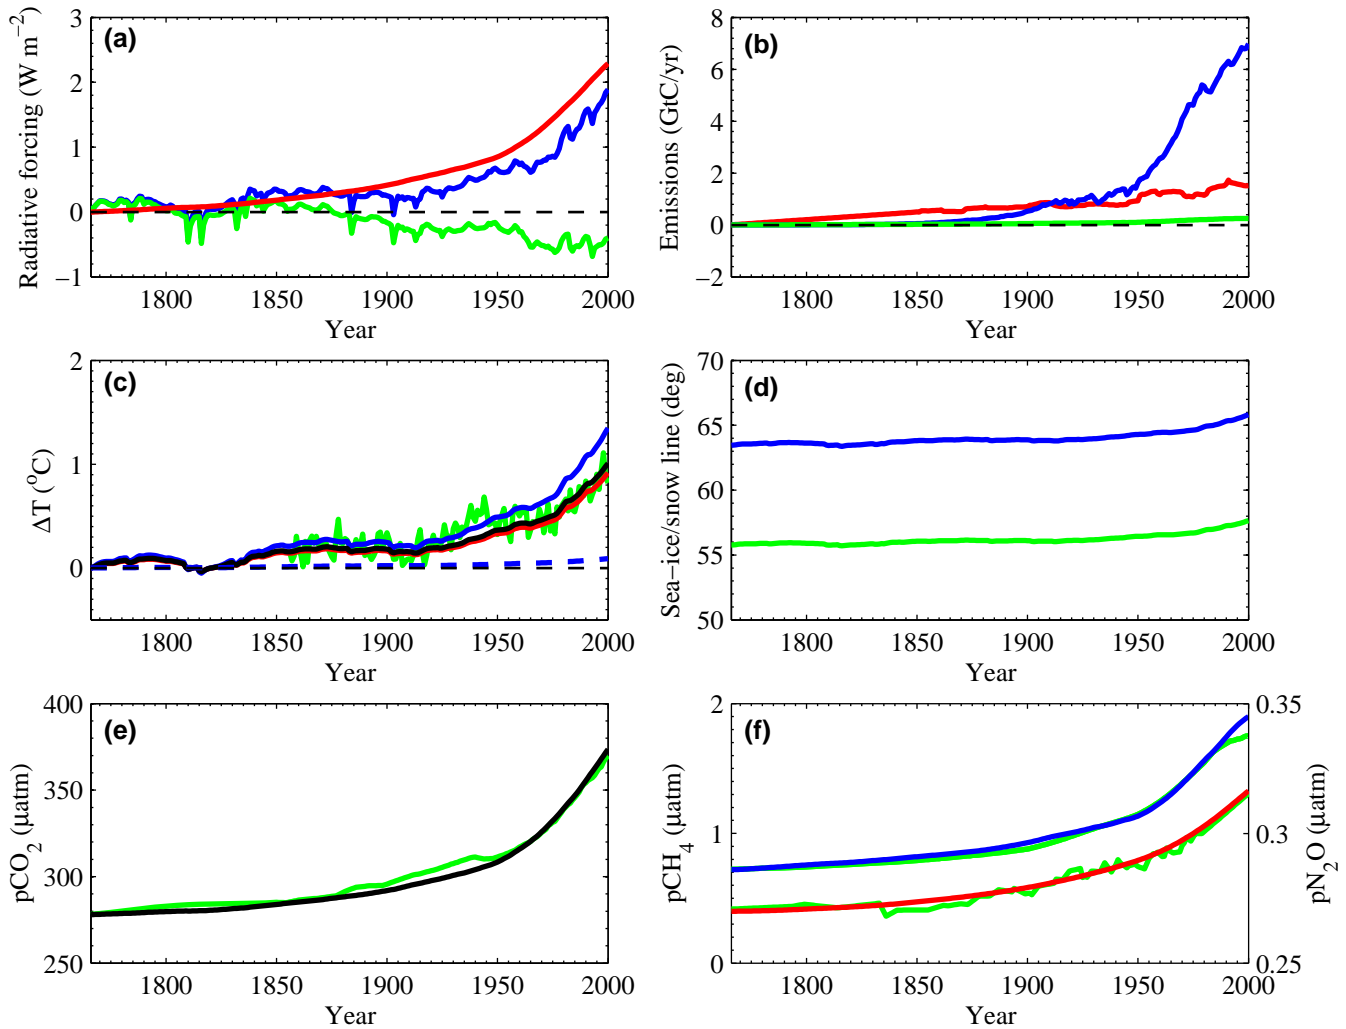 (a)
Radiative forcing (W m−2)
3
2
1
0
−1
1800 1850 1900 1950 2000
Year
(b)
Emissions (GtC/yr)
8
6
4
2
0
−2
1800 1850 1900 1950 2000
Year
(c)
ΔT (oC)
2
1
0
1800 1850 1900 1950 2000
Year
(d)
Sea−ice/snow line (deg)
70
65
60
55
50
1800 1850 1900 1950 2000
Year
(e)
pCO2 (μatm)
400
350
300
250
1800 1850 1900 1950 2000
Year
(f)
pCH4 (μatm)
2
1
0
0.35
0.3
0.25
pN2O (μatm)
1800 1850 1900 1950 2000
Year